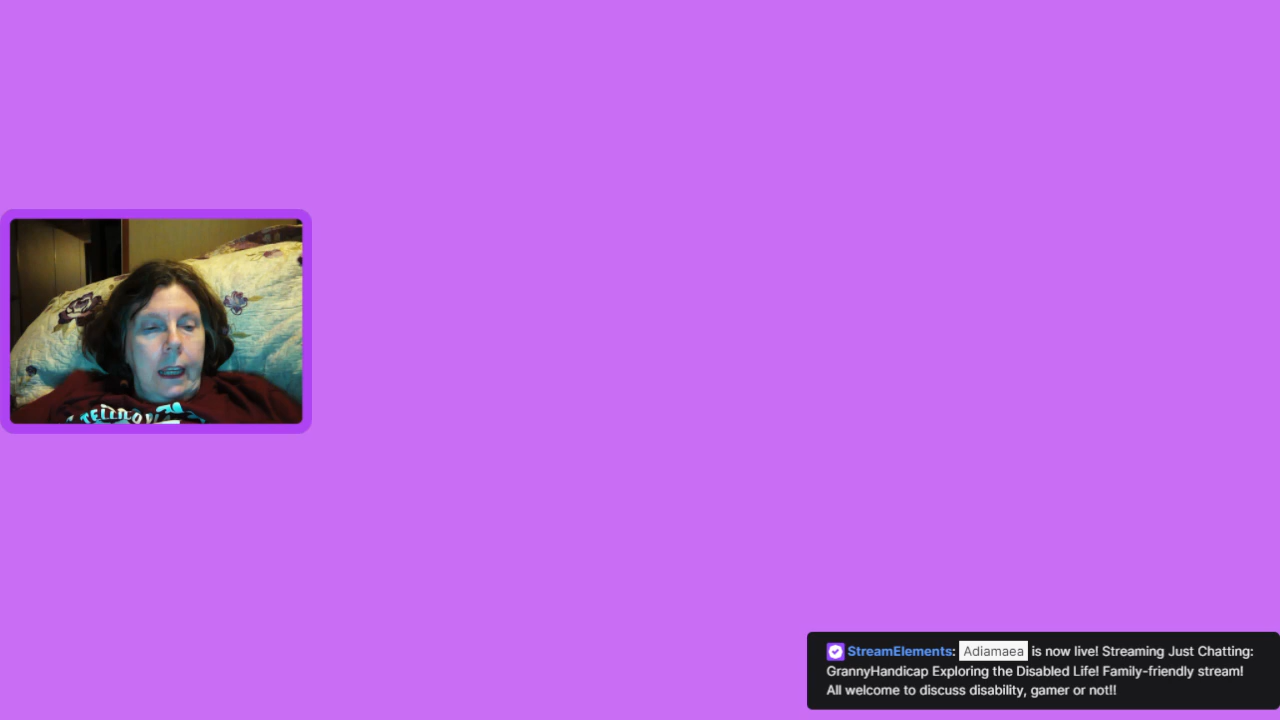 StreamElements: Adiamaea is now live! Streaming Just Chatting:
GrannyHandicap Exploring the Disabled Life! Family-friendly stream!
All welcome to discuss disability, gamer or not!!